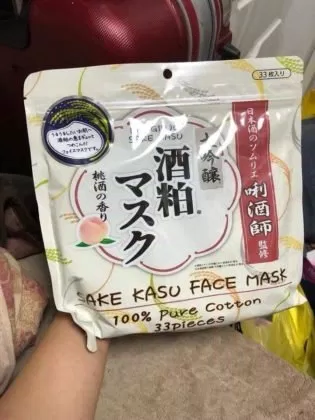 33枚入り
SAKE KASU
吟醸
酒粕
マスク
桃酒の香り
日本酒のソムリエ
唎酒師
監修
SAKE KASU FACE MASK
100% Pure Cotton
33pieces